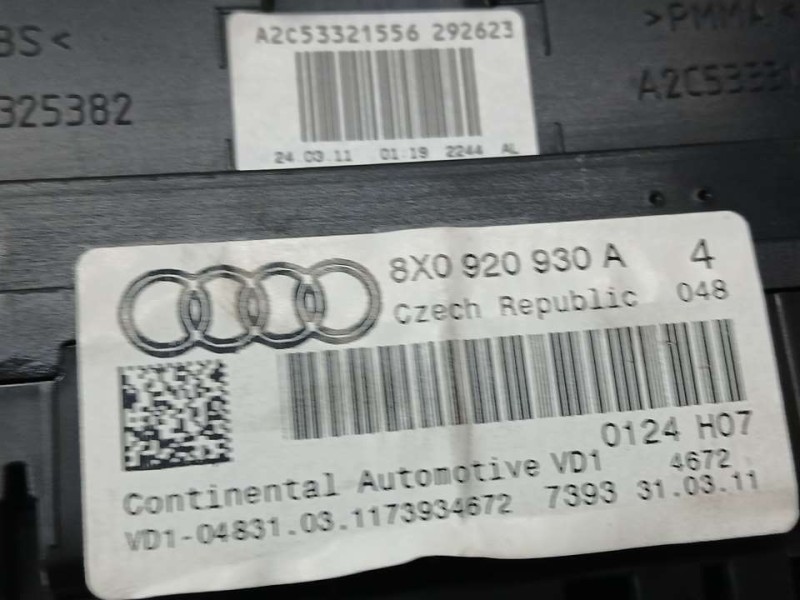 BS<
325382
A2C53321556 292623
24.03.11 01:19 2244 AL
>PMMA<
8X0 920 930 A 4
Czech Republic 048
0124 H07
Continental Automotive VD1 4672
VD1-04831.03.1173934672 7393 31.03.11